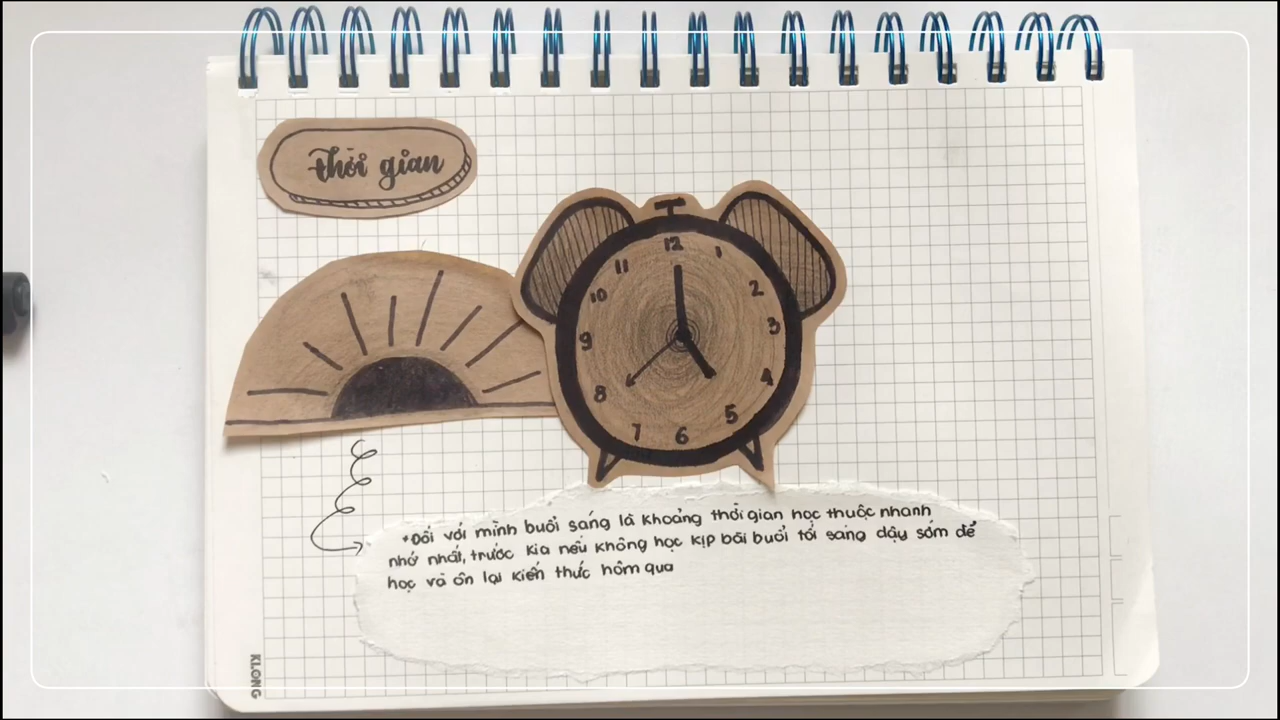 thời gian
12
1
2
3
4
5
6
7
8
9
10
11
*Đối với mình buổi sáng là khoảng thời gian học thuộc nhanh
nhớ nhất, trước kia nếu không học kịp bài buổi tối sáng dậy sớm để
học và ôn lại kiến thức hôm qua
KLONG